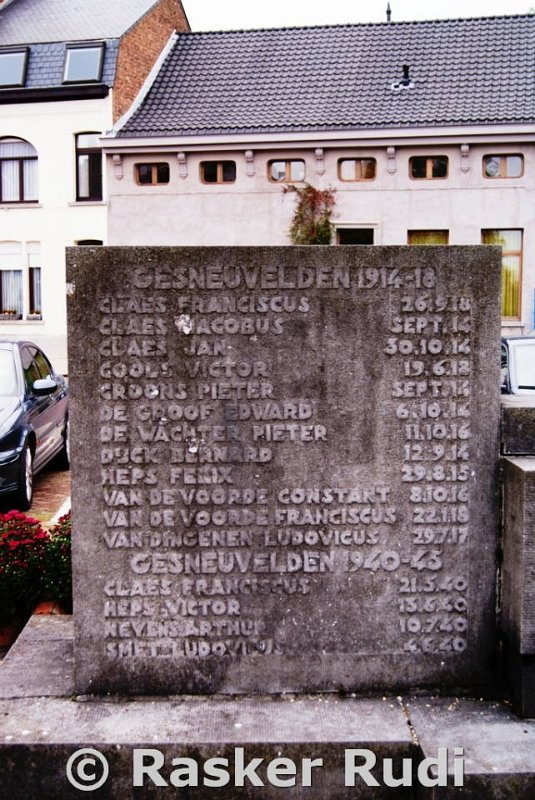 GESNEUVELDEN 1914-18
CLAES FRANCISCUS 26.9.18
CLAES JACOBUS SEPT.14
CLAES JAN 30.10.14
COOLS VICTOR 19.6.18
CROONS PIETER SEPT.14
DE GROOF EDWARD 6.10.14
DE WACHTER PIETER 11.10.16
DIJCK BERNARD 12.9.14
HEPS FELIX 29.8.15
VAN DE VOORDE CONSTANT 8.10.16
VAN DE VOORDE FRANCISCUS 22.1.18
VAN DINGENEN LUDOVICUS 29.7.17
GESNEUVELDEN 1940-45
CLAES FRANCISCUS 21.5.40
HEPS VICTOR 13.6.40
NEVENS ARTHUR 10.7.40
SMET LUDOVICUS 4.6.40
© Rasker Rudi